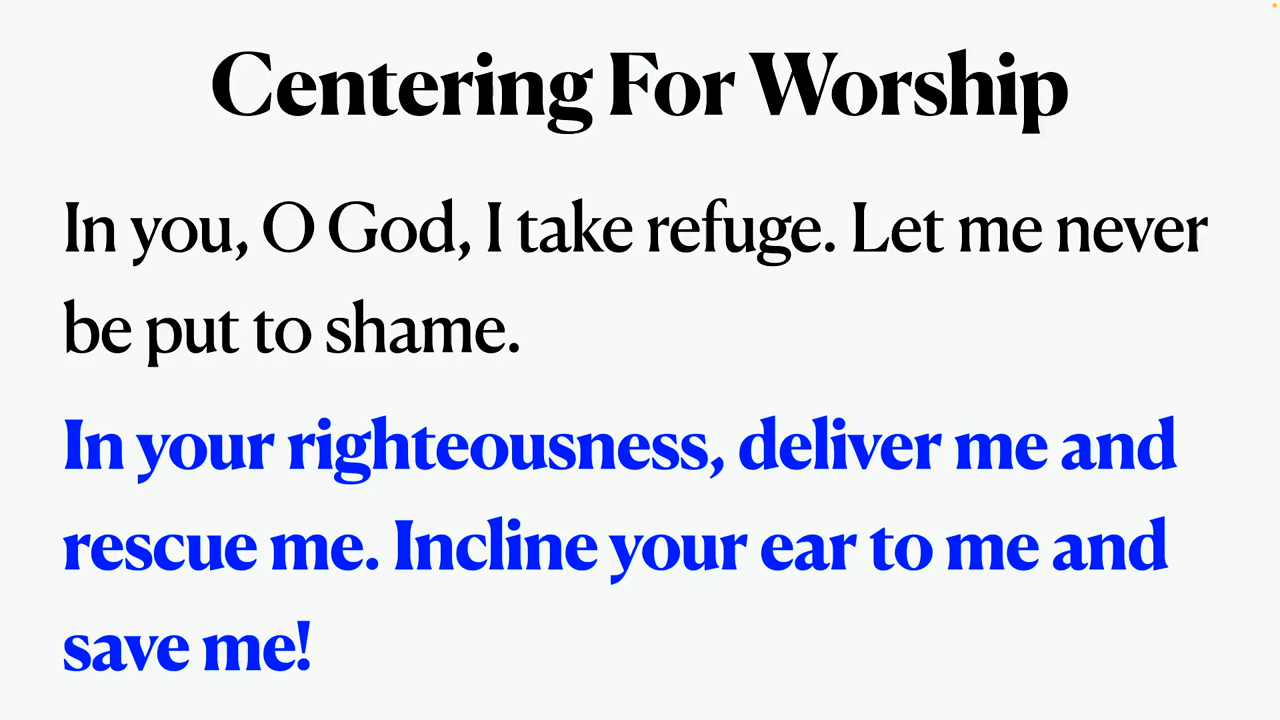 Centering For Worship
In you, O God, I take refuge. Let me never
be put to shame.
In your righteousness, deliver me and
rescue me. Incline your ear to me and
save me!